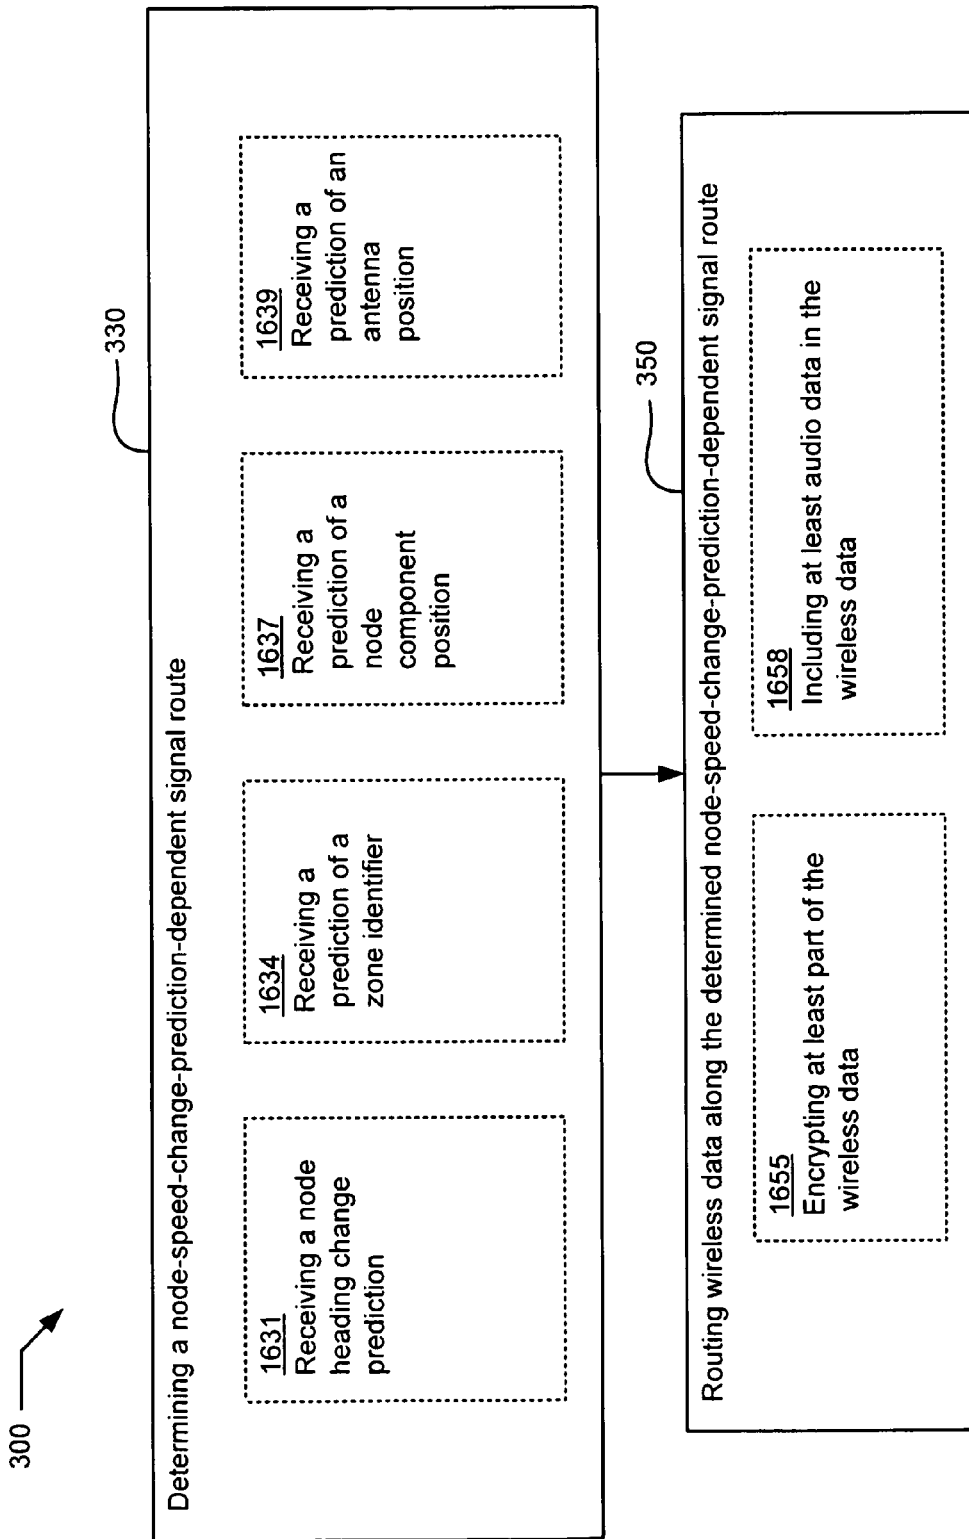 300
330
Determining a node-speed-change-prediction-dependent signal route
1631
Receiving a node
heading change
prediction
1634
Receiving a
prediction of a
zone identifier
1637
Receiving a
prediction of a
node
component
position
1639
Receiving a
prediction of an
antenna
position
350
Routing wireless data along the determined node-speed-change-prediction-dependent signal route
1655
Encrypting at least part of the
wireless data
1658
Including at least audio data in the
wireless data